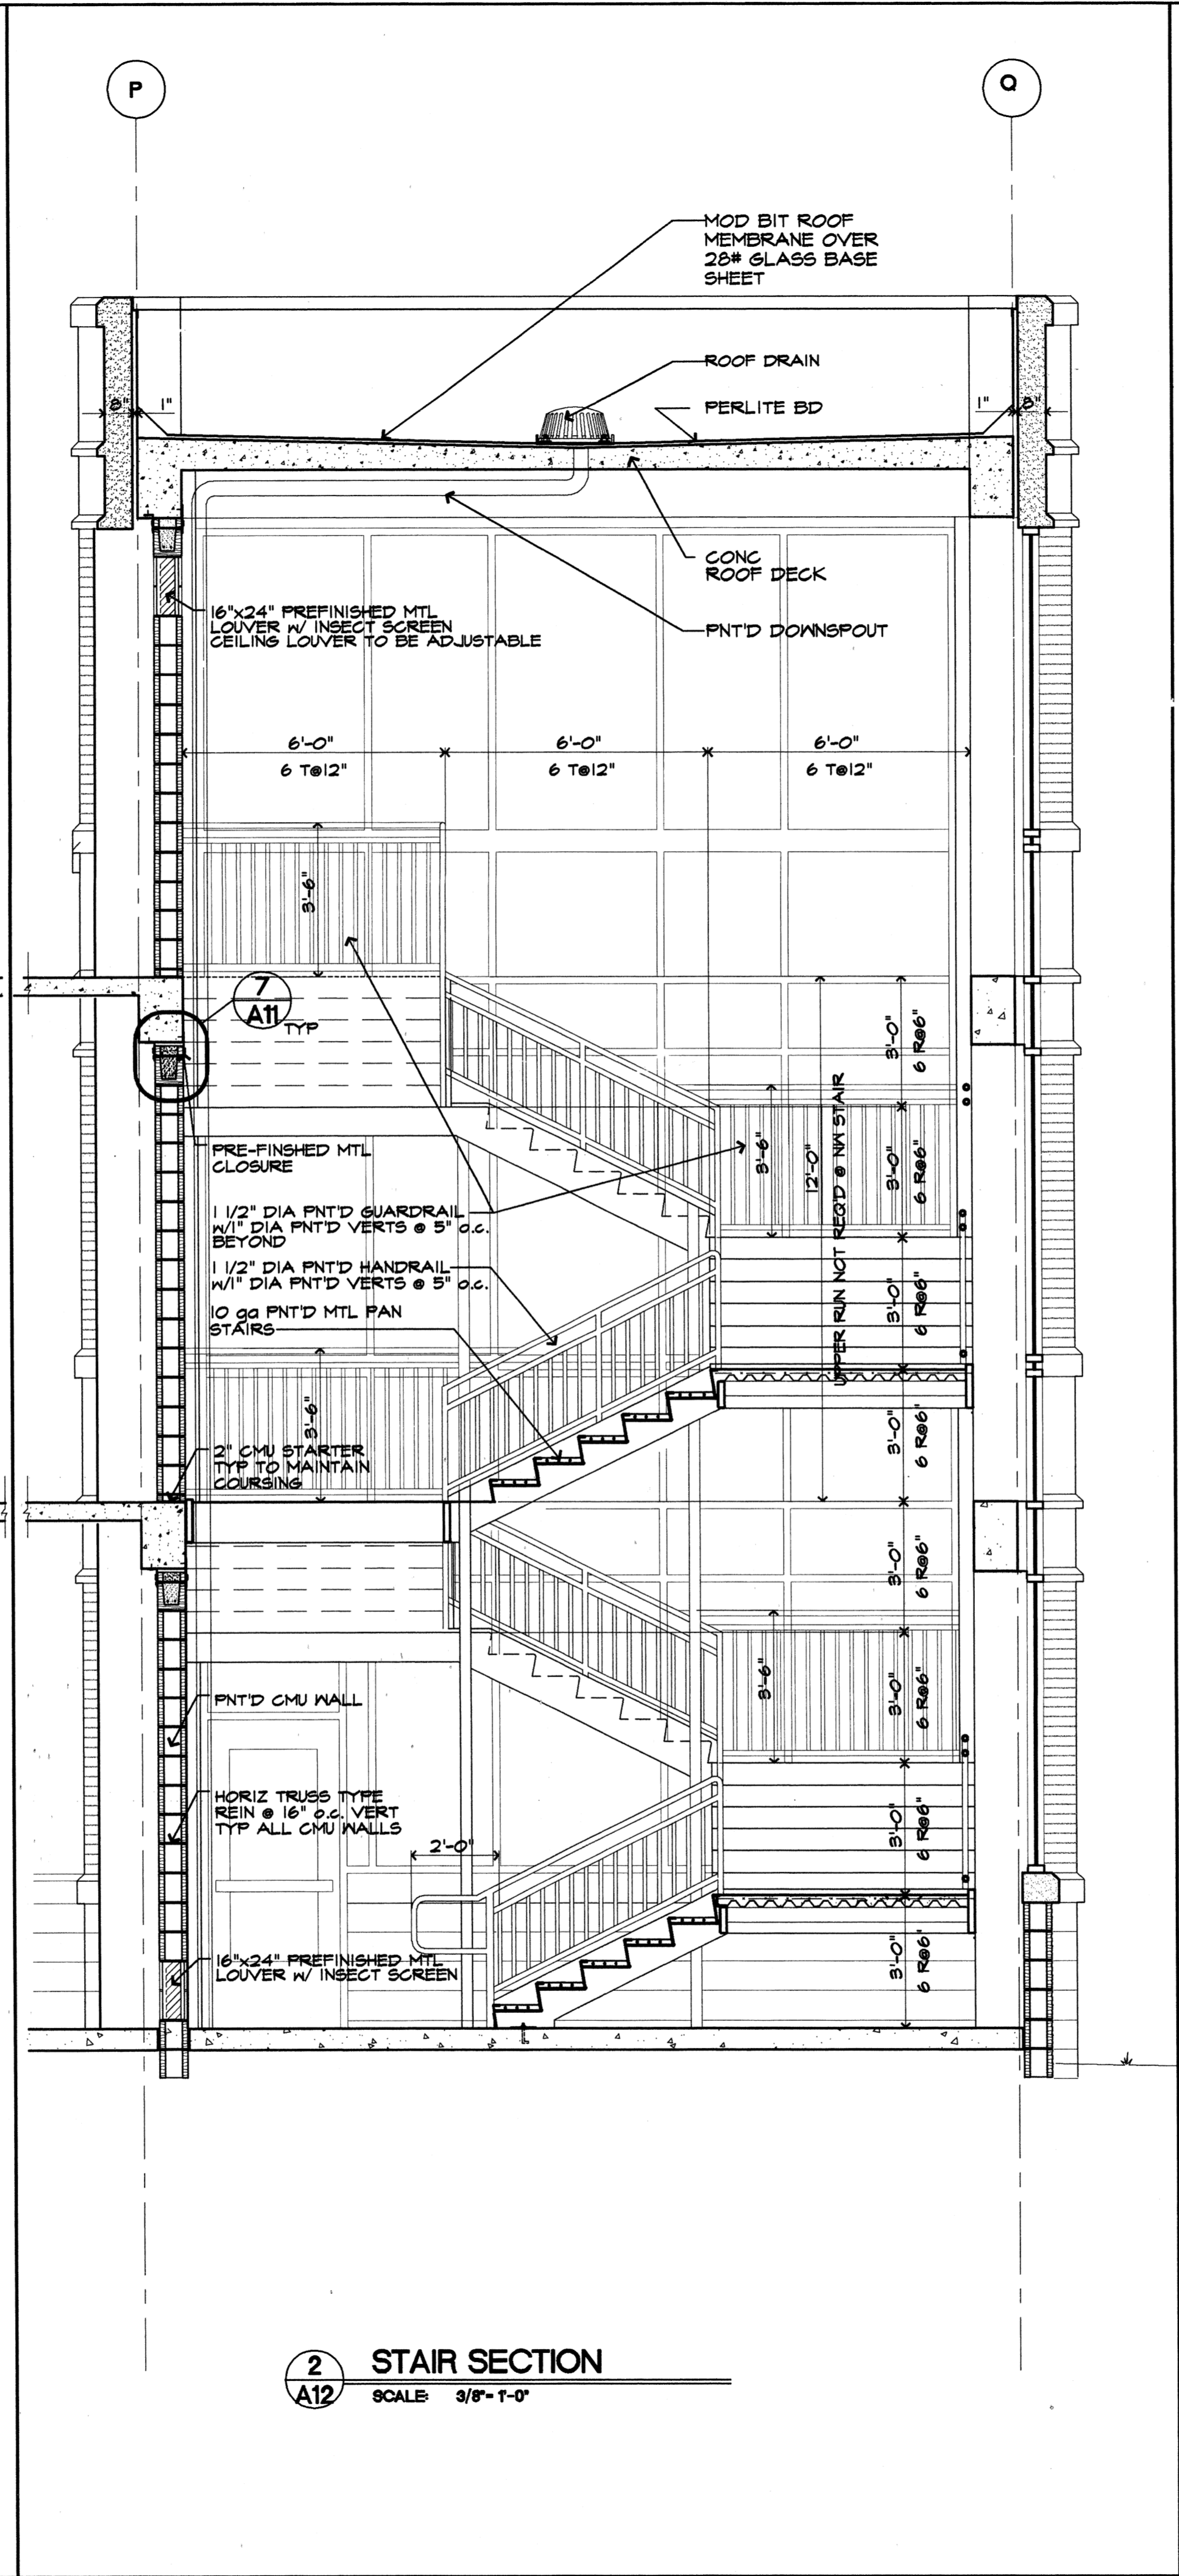 P
Q
MOD BIT ROOF
MEMBRANE OVER
28# GLASS BASE
SHEET
ROOF DRAIN
8"
1"
PERLITE BD
1"
8"
CONC
ROOF DECK
16"x24" PREFINISHED MTL
LOUVER w/ INSECT SCREEN
CEILING LOUVER TO BE ADJUSTABLE
PNT'D DOWNSPOUT
6'-0"
6 T@12"
6'-0"
6 T@12"
6'-0"
6 T@12"
3'-6"
7
A11
TYP
3'-0"
6 R@6"
PRE-FINSHED MTL
CLOSURE
3'-6"
12'-0"
UPPER RUN NOT REQ'D @ NW STAIR
3'-0"
6 R@6"
1 1/2" DIA PNT'D GUARDRAIL
w/1" DIA PNT'D VERTS @ 5" o.c.
BEYOND
1 1/2" DIA PNT'D HANDRAIL
w/1" DIA PNT'D VERTS @ 5" o.c.
10 ga PNT'D MTL PAN
STAIRS
3'-0"
6 R@6"
3'-6"
2" CMU STARTER
TYP TO MAINTAIN
COURSING
3'-0"
6 R@6"
3'-0"
6 R@6"
PNT'D CMU WALL
3'-6"
3'-0"
6 R@6"
HORIZ TRUSS TYPE
REIN @ 16" o.c. VERT
TYP ALL CMU WALLS
2'-0"
3'-0"
6 R@6"
16"x24" PREFINISHED MTL
LOUVER w/ INSECT SCREEN
3'-0"
6 R@6"
2
A12
STAIR SECTION
SCALE: 3/8"= 1'-0"